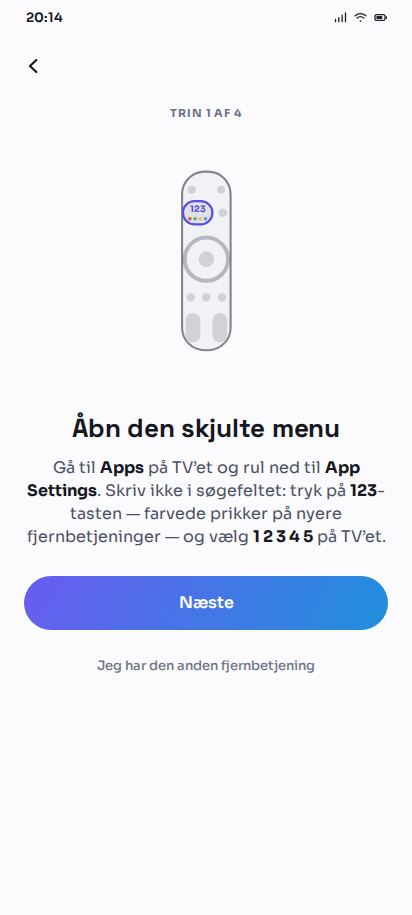 20:14
TRIN 1 AF 4
123
Åbn den skjulte menu
Gå til Apps på TV’et og rul ned til App
Settings. Skriv ikke i søgefeltet: tryk på 123-
tasten — farvede prikker på nyere
fjernbetjeninger — og vælg 1 2 3 4 5 på TV’et.
Næste
Jeg har den anden fjernbetjening